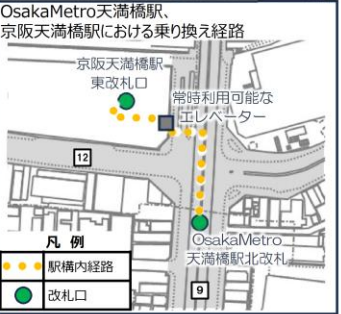 OsakaMetro天満橋駅、
京阪天満橋駅における乗り換え経路
京阪天満橋駅
東改札口
常時利用可能な
エレベーター
12
OsakaMetro
天満橋駅北改札
凡 例
駅構内経路
改札口
9